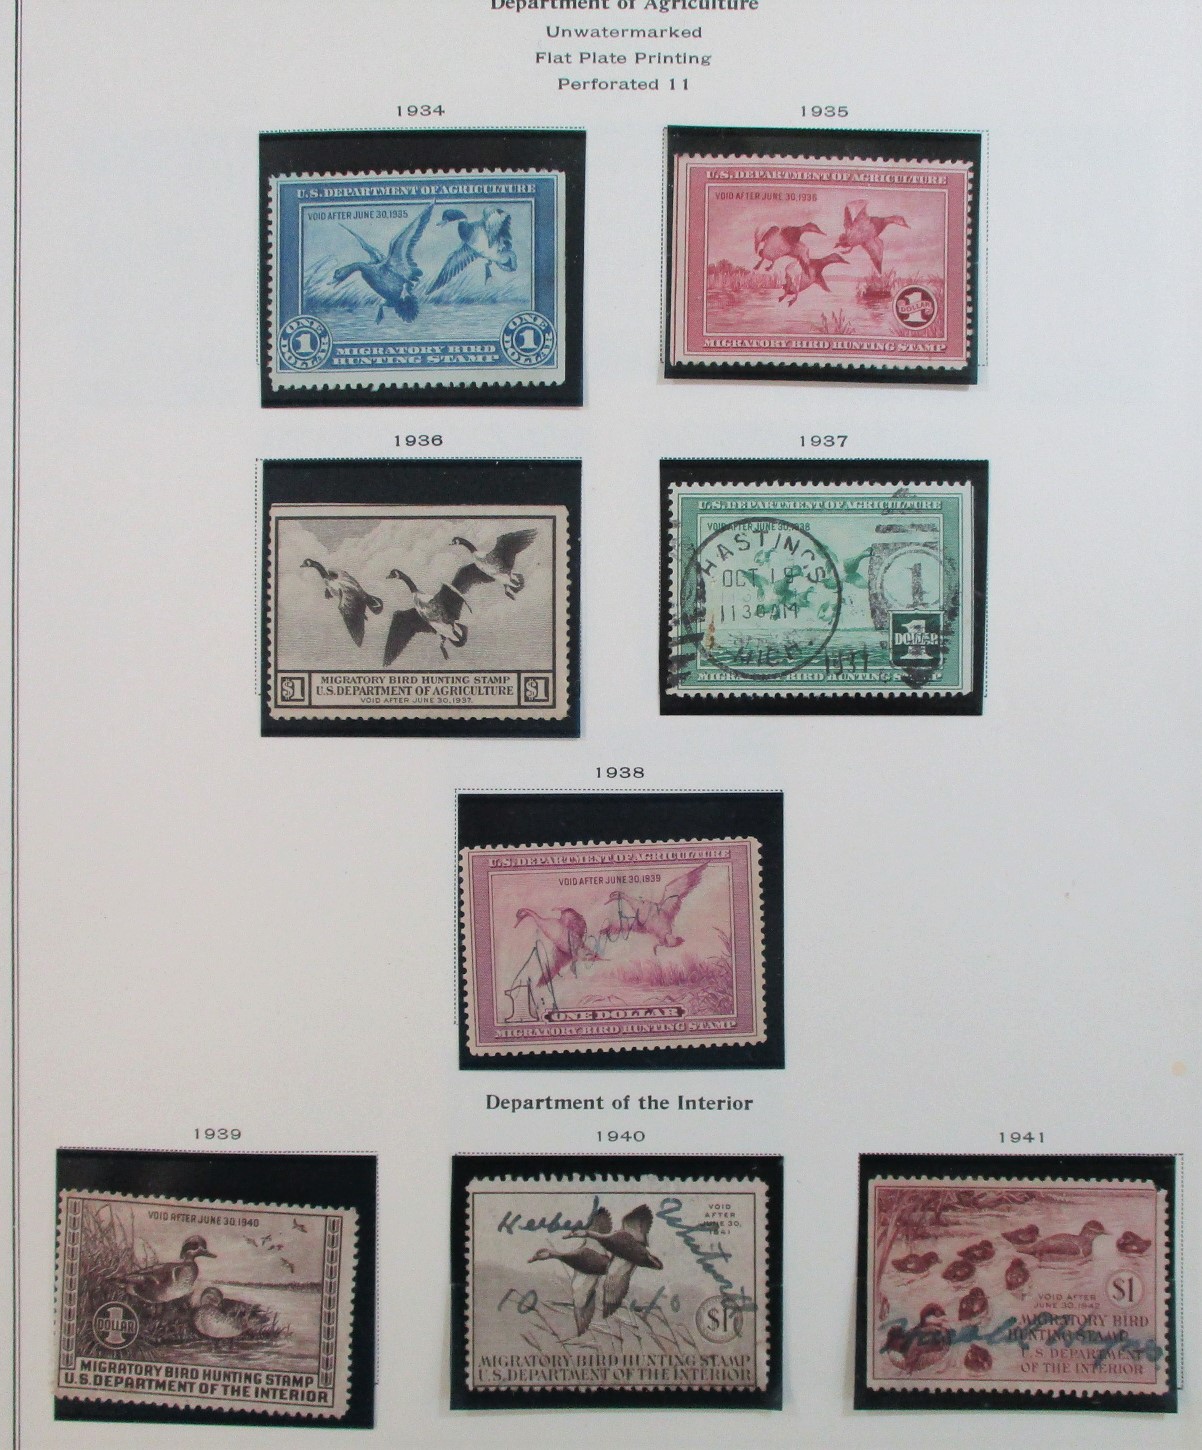 Department of Agriculture
Unwatermarked
Flat Plate Printing
Perforated 11
1934
1935
U.S. DEPARTMENT OF AGRICULTURE
VOID AFTER JUNE 30, 1935
ONE 1 DOLLAR
MIGRATORY BIRD
HUNTING STAMP
ONE 1 DOLLAR
U.S. DEPARTMENT OF AGRICULTURE
VOID AFTER JUNE 30, 1936
1 DOLLAR
MIGRATORY BIRD HUNTING STAMP
1936
1937
$1
MIGRATORY BIRD HUNTING STAMP
U.S. DEPARTMENT OF AGRICULTURE
VOID AFTER JUNE 30, 1937.
$1
U.S. DEPARTMENT OF AGRICULTURE
VOID AFTER JUNE 30, 1938
HASTINGS
OCT 19
1130 AM
MICH.
1937
1
1 DOLLAR
MIGRATORY BIRD HUNTING STAMP
1938
U.S. DEPARTMENT OF AGRICULTURE
VOID AFTER JUNE 30, 1939
1 ONE DOLLAR
MIGRATORY BIRD HUNTING STAMP
Department of the Interior
1939
1940
1941
VOID AFTER JUNE 30, 1940
1 DOLLAR
MIGRATORY BIRD HUNTING STAMP
U.S. DEPARTMENT OF THE INTERIOR
VOID
AFTER
JUNE 30,
1941
Herbert
Whitworth
$1
MIGRATORY BIRD HUNTING STAMP
U.S. DEPARTMENT OF THE INTERIOR
$1
VOID AFTER
JUNE 30, 1942
MIGRATORY BIRD
HUNTING STAMP
U.S. DEPARTMENT
OF THE INTERIOR